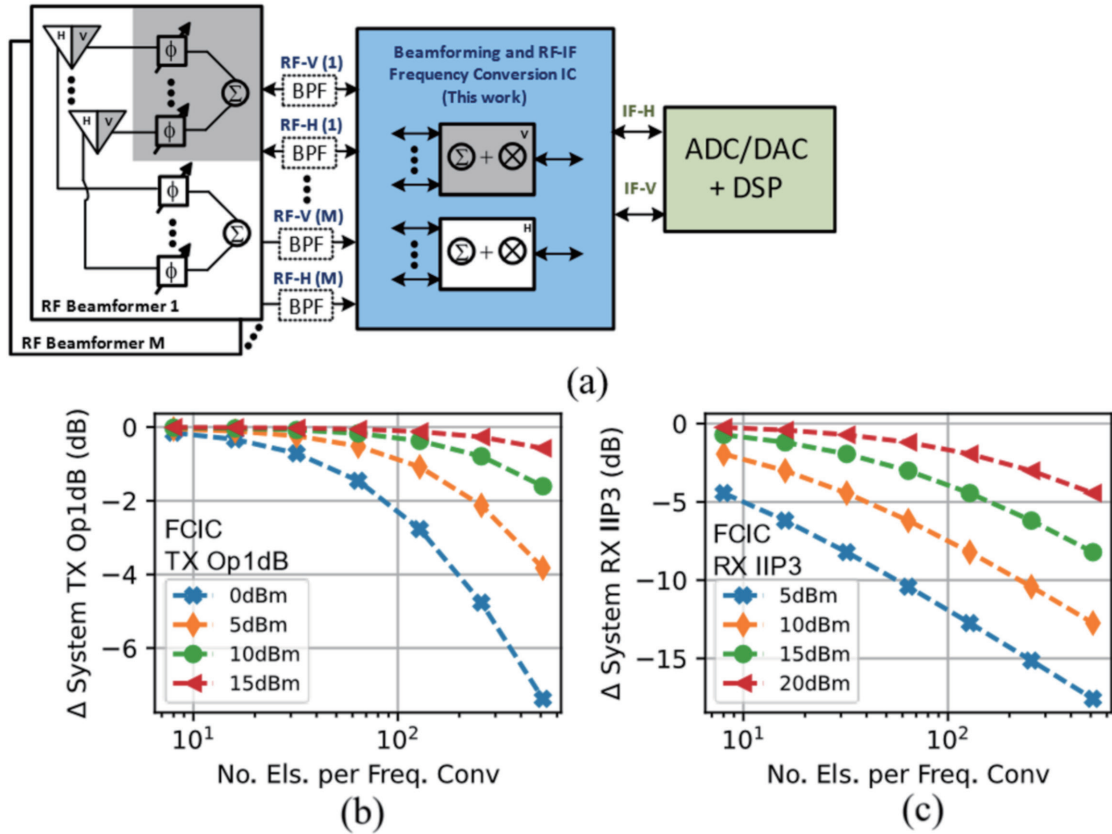 H V
ϕ
H V
ϕ
Σ
ϕ
Σ
ϕ
RF Beamformer 1
RF Beamformer M
RF-V (1)
BPF
RF-H (1)
BPF
RF-V (M)
BPF
RF-H (M)
BPF
Beamforming and RF-IF
Frequency Conversion IC
(This work)
V
Σ +
H
Σ +
IF-H
IF-V
ADC/DAC
+ DSP
(a)
Δ System TX Op1dB (dB)
0
−2
−4
−6
FCIC
TX Op1dB
0dBm
5dBm
10dBm
15dBm
10¹
10²
No. Els. per Freq. Conv
(b)
Δ System RX IIP3 (dB)
0
−5
−10
−15
FCIC
RX IIP3
5dBm
10dBm
15dBm
20dBm
10¹
10²
No. Els. per Freq. Conv
(c)